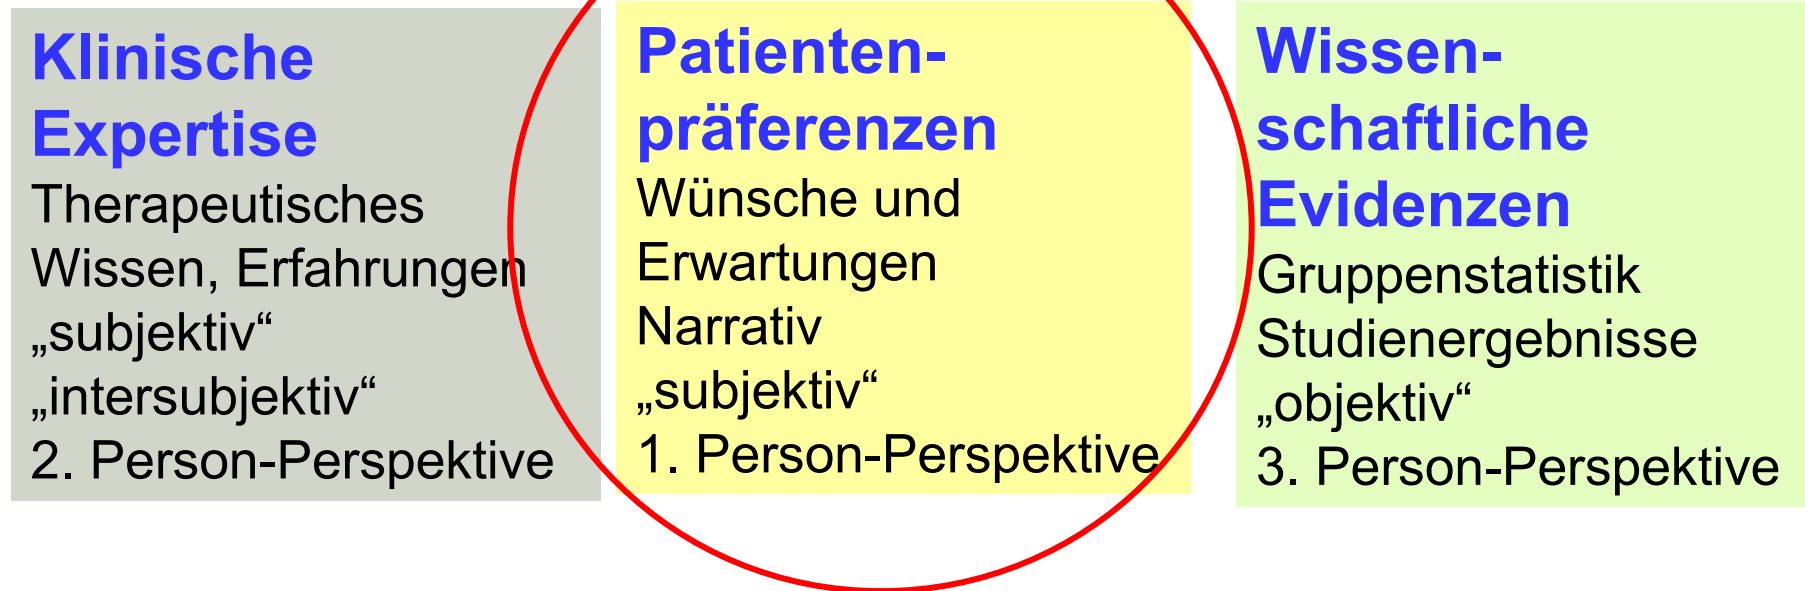 Klinische
Expertise
Therapeutisches
Wissen, Erfahrungen
„subjektiv“
„intersubjektiv“
2. Person-Perspektive
Patienten-
präferenzen
Wünsche und
Erwartungen
Narrativ
„subjektiv“
1. Person-Perspektive
Wissen-
schaftliche
Evidenzen
Gruppenstatistik
Studienergebnisse
„objektiv“
3. Person-Perspektive